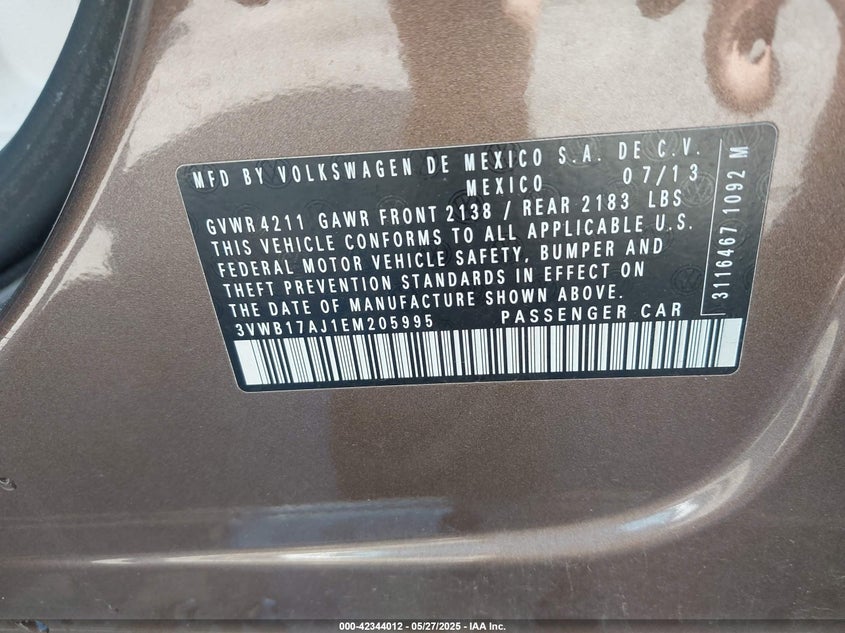 MFD BY VOLKSWAGEN DE MEXICO S.A. DE C.V.
MEXICO 07/13
GVWR 4211 GAWR FRONT 2138 / REAR 2183 LBS
THIS VEHICLE CONFORMS TO ALL APPLICABLE U.S.
FEDERAL MOTOR VEHICLE SAFETY, BUMPER AND
THEFT PREVENTION STANDARDS IN EFFECT ON
THE DATE OF MANUFACTURE SHOWN ABOVE.
3VWB17AJ1EM205995 PASSENGER CAR
3116467 1092 M
000-42344012 - 05/27/2025 - IAA Inc.